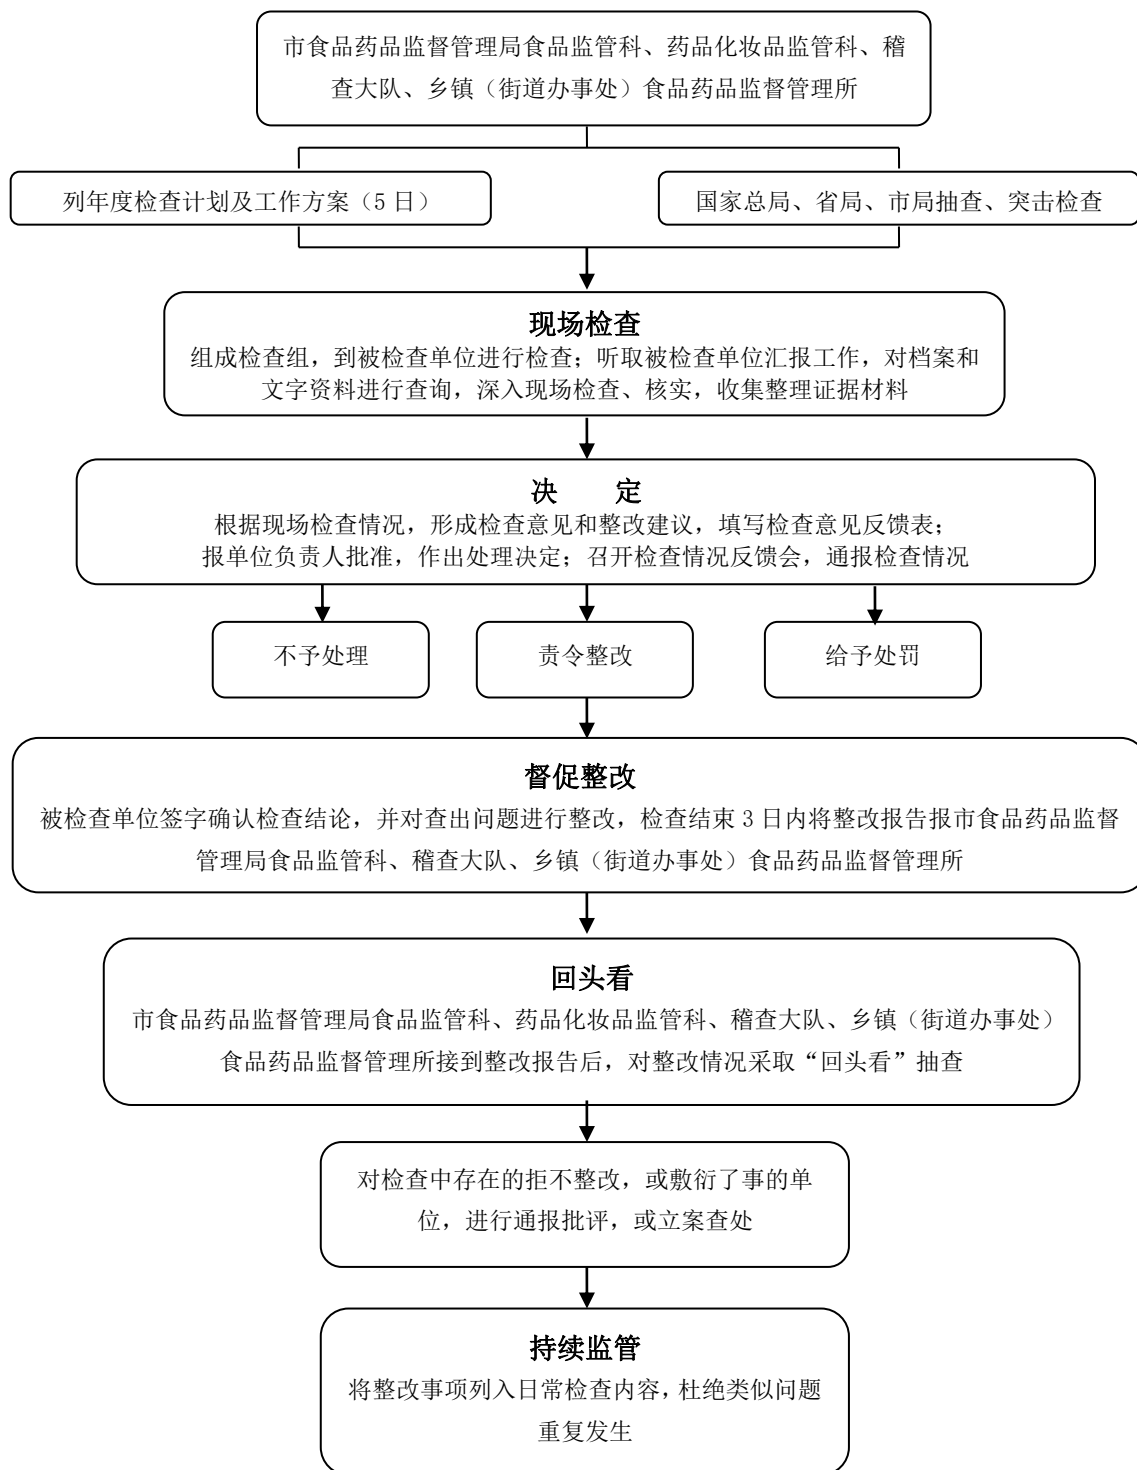 市食品药品监督管理局食品监管科、药品化妆品监管科、稽
查大队、乡镇（街道办事处）食品药品监督管理所
列年度检查计划及工作方案（5 日）
国家总局、省局、市局抽查、突击检查
现场检查
组成检查组，到被检查单位进行检查；听取被检查单位汇报工作，对档案和
文字资料进行查询，深入现场检查、核实，收集整理证据材料
决　　定
根据现场检查情况，形成检查意见和整改建议，填写检查意见反馈表；
报单位负责人批准，作出处理决定；召开检查情况反馈会，通报检查情况
不予处理
责令整改
给予处罚
督促整改
被检查单位签字确认检查结论，并对查出问题进行整改，检查结束 3 日内将整改报告报市食品药品监督
管理局食品监管科、稽查大队、乡镇（街道办事处）食品药品监督管理所
回头看
市食品药品监督管理局食品监管科、药品化妆品监管科、稽查大队、乡镇（街道办事处）
食品药品监督管理所接到整改报告后，对整改情况采取“回头看”抽查
对检查中存在的拒不整改，或敷衍了事的单
位，进行通报批评，或立案查处
持续监管
将整改事项列入日常检查内容，杜绝类似问题
重复发生